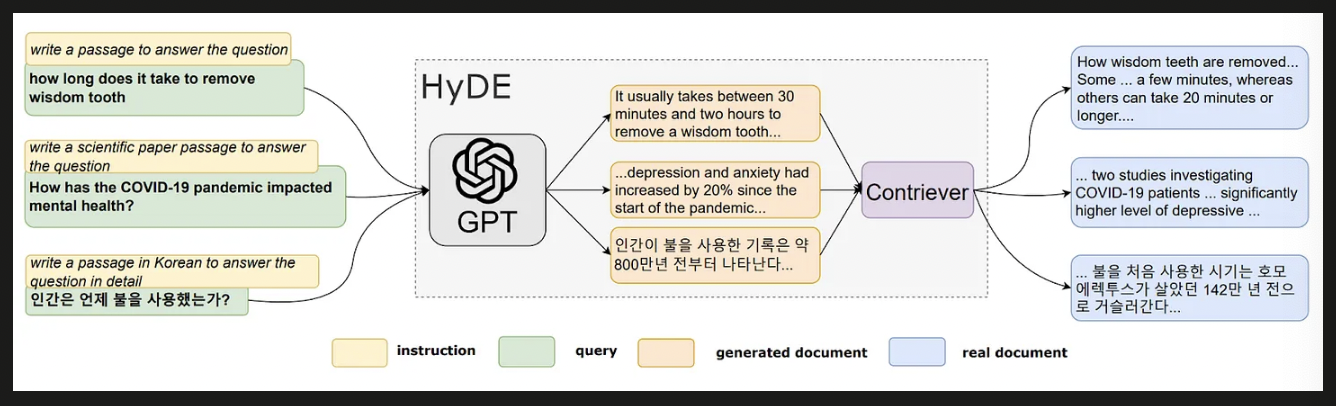 write a passage to answer the question
how long does it take to remove
wisdom tooth
write a scientific paper passage to answer
the question
How has the COVID-19 pandemic impacted
mental health?
write a passage in Korean to answer the
question in detail
인간은 언제 불을 사용했는가?
HyDE
GPT
It usually takes between 30
minutes and two hours to
remove a wisdom tooth...
...depression and anxiety had
increased by 20% since the
start of the pandemic...
인간이 불을 사용한 기록은 약
800만년 전부터 나타난다...
Contriever
How wisdom teeth are removed...
Some ... a few minutes, whereas
others can take 20 minutes or
longer....
... two studies investigating
COVID-19 patients ... significantly
higher level of depressive ...
... 불을 처음 사용한 시기는 호모
에렉투스가 살았던 142만 년 전으
로 거슬러간다...
instruction
query
generated document
real document